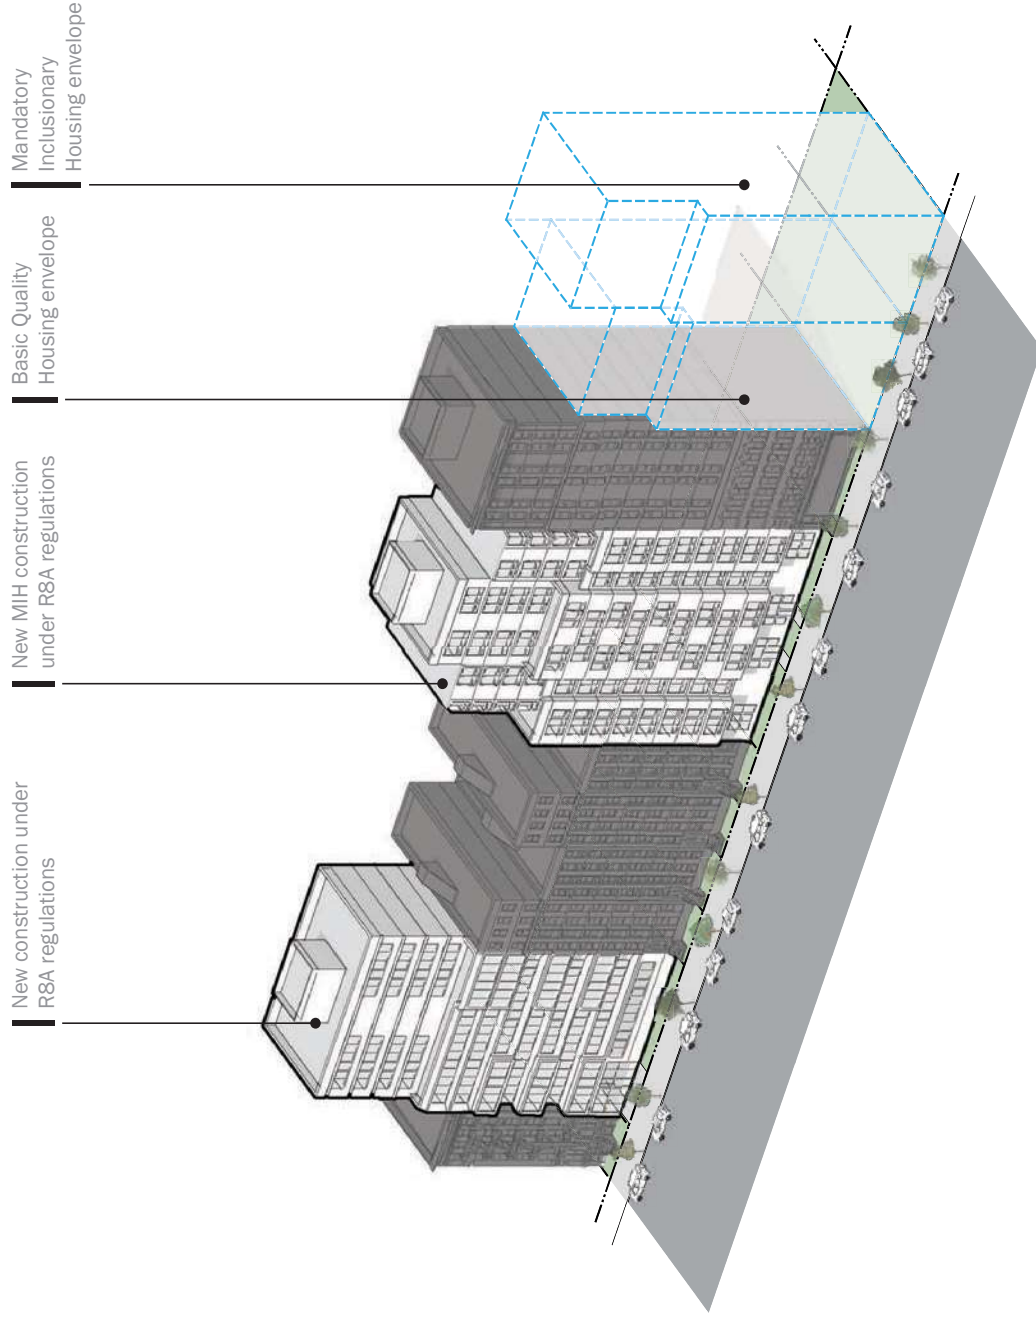 New construction under
R8A regulations
New MIH construction
under R8A regulations
Basic Quality
Housing envelope
Mandatory
Inclusionary
Housing envelope